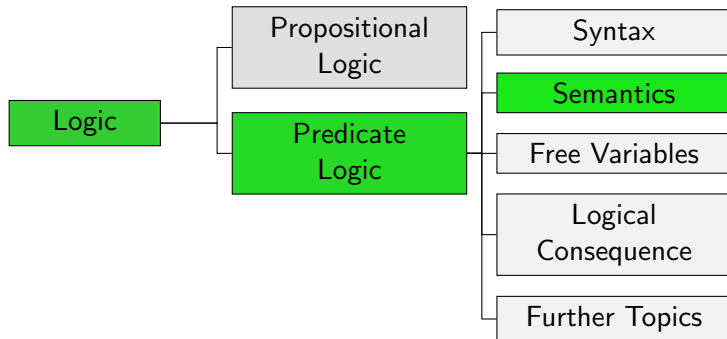 Logic
Propositional
Logic
Predicate
Logic
Syntax
Semantics
Free Variables
Logical
Consequence
Further Topics